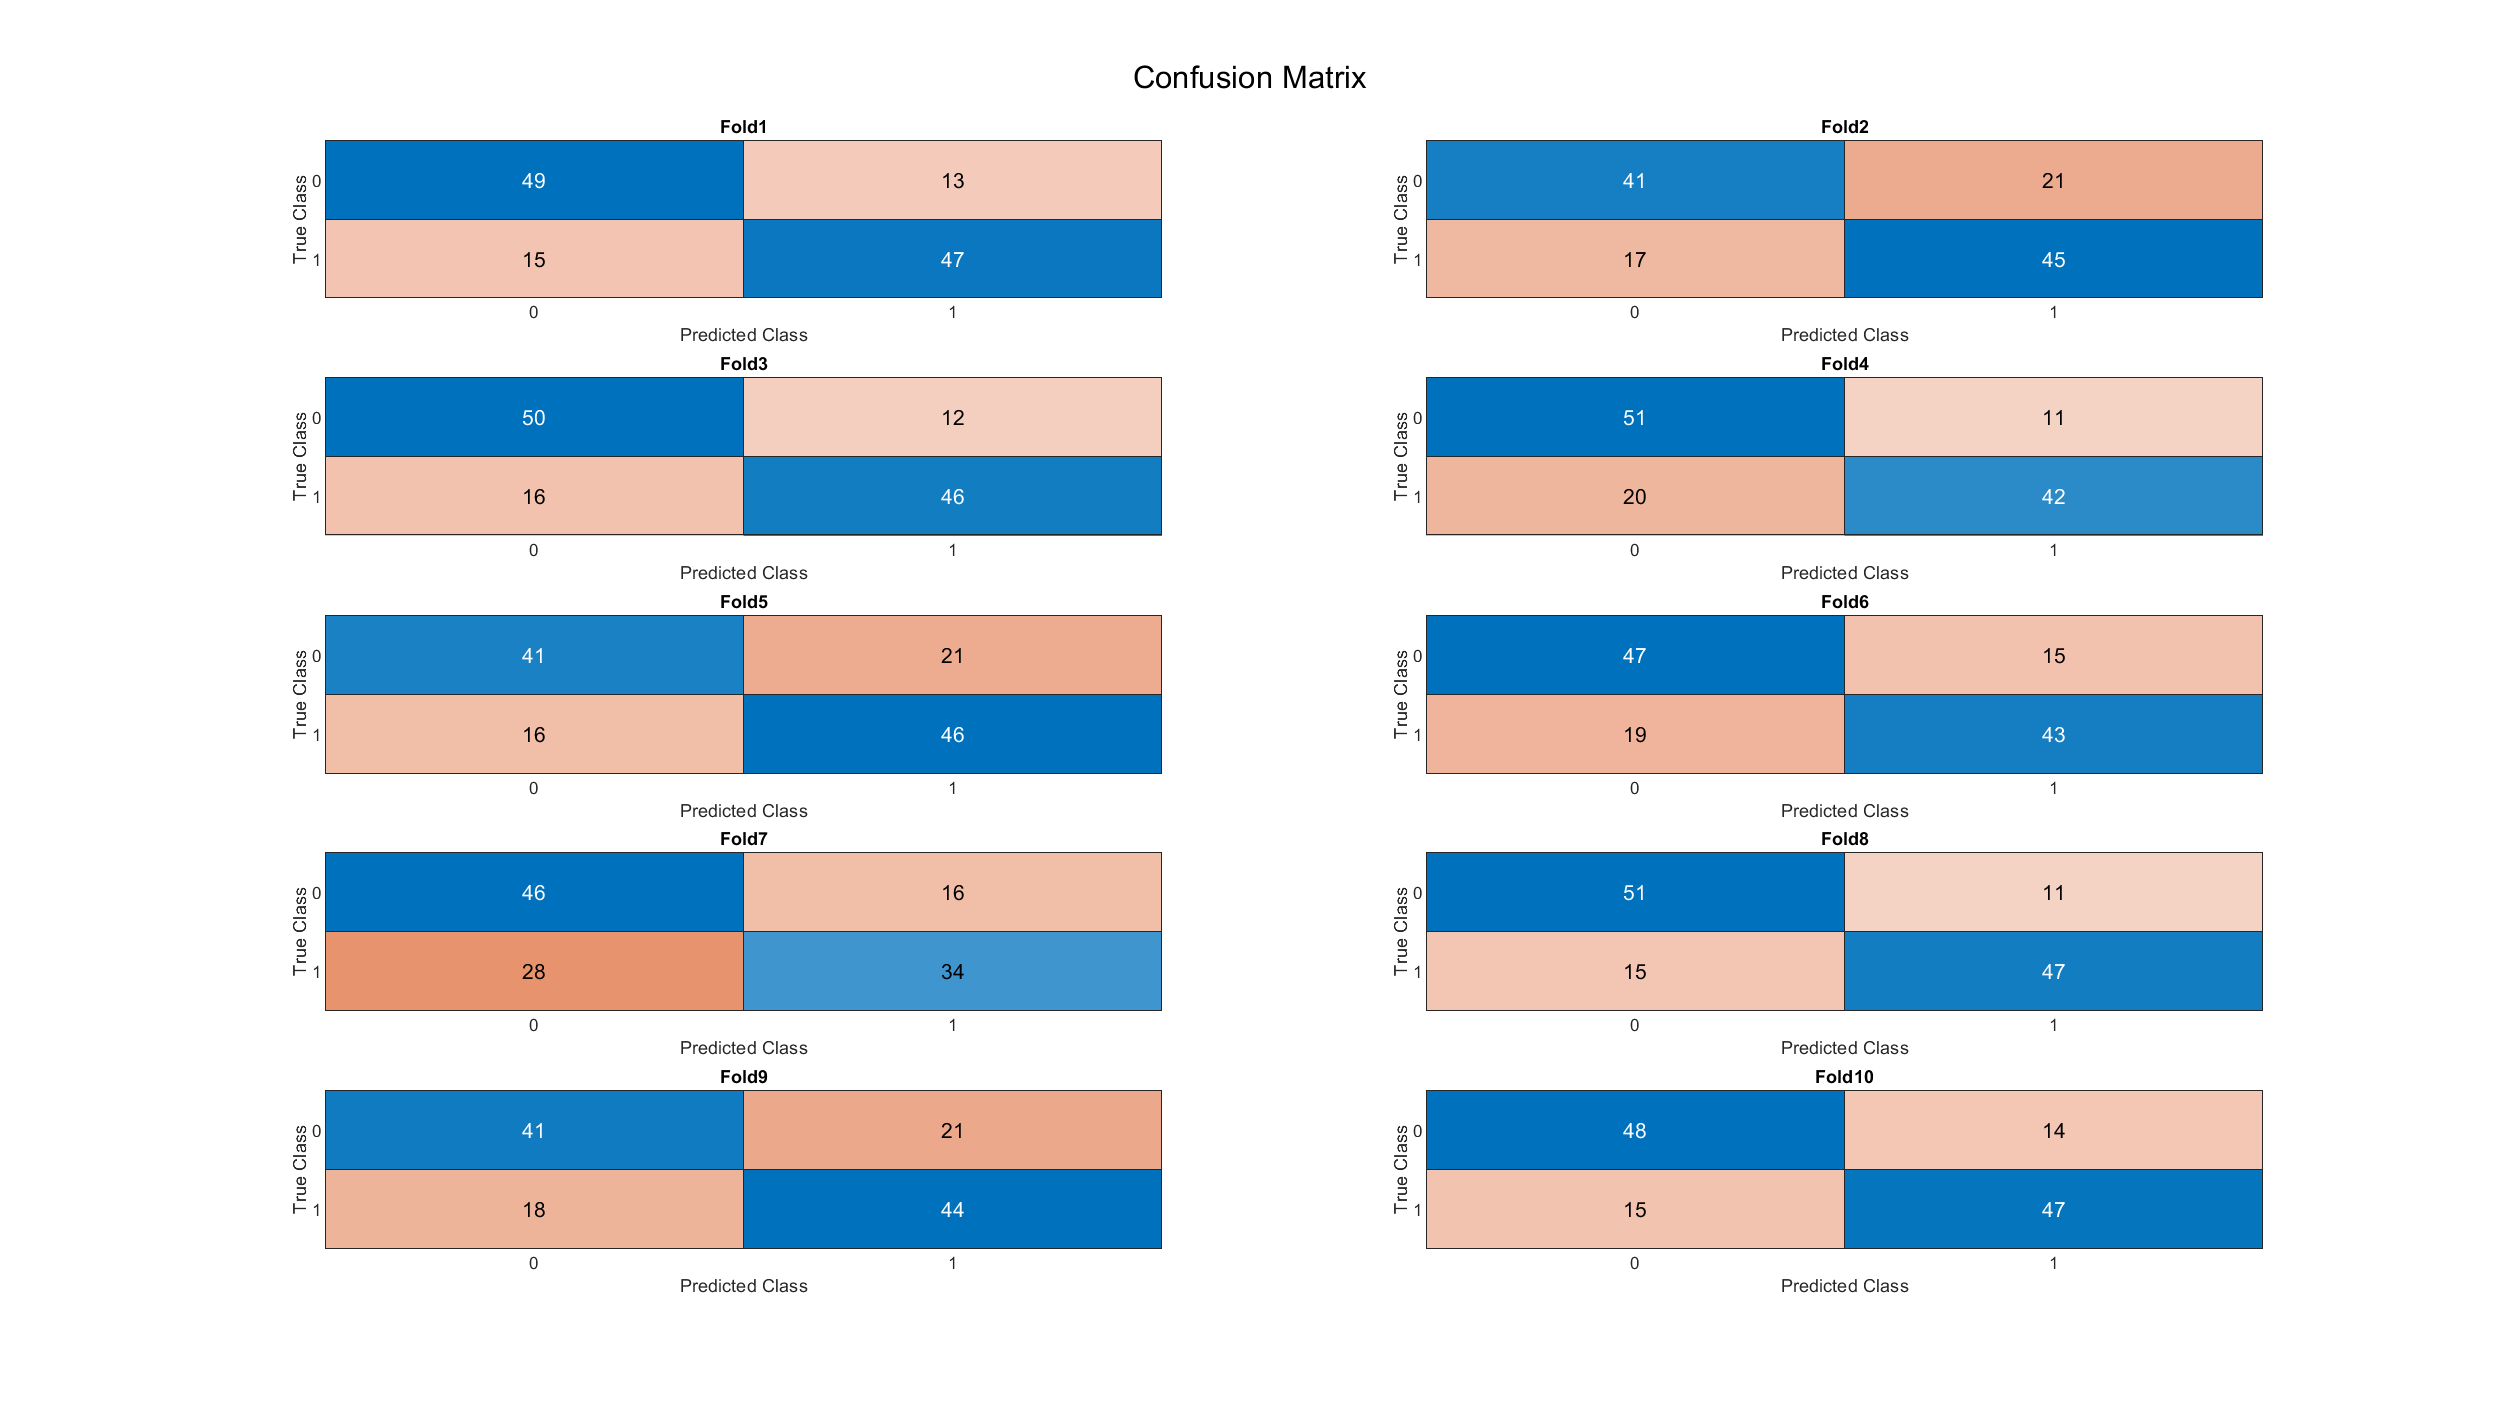 Confusion Matrix
Fold1
True Class
0
49
13
1
15
47
0
1
Predicted Class
Fold2
True Class
0
41
21
1
17
45
0
1
Predicted Class
Fold3
True Class
0
50
12
1
16
46
0
1
Predicted Class
Fold4
True Class
0
51
11
1
20
42
0
1
Predicted Class
Fold5
True Class
0
41
21
1
16
46
0
1
Predicted Class
Fold6
True Class
0
47
15
1
19
43
0
1
Predicted Class
Fold7
True Class
0
46
16
1
28
34
0
1
Predicted Class
Fold8
True Class
0
51
11
1
15
47
0
1
Predicted Class
Fold9
True Class
0
41
21
1
18
44
0
1
Predicted Class
Fold10
True Class
0
48
14
1
15
47
0
1
Predicted Class